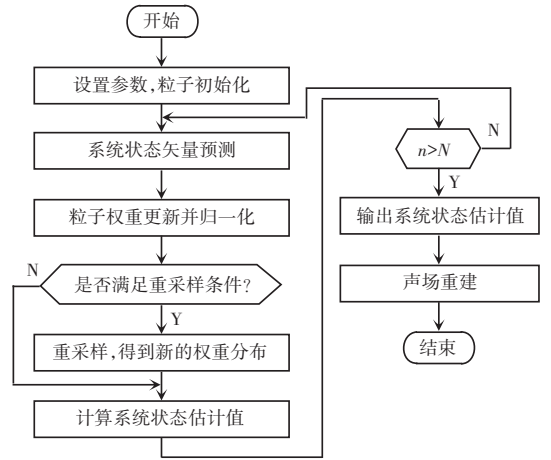 开始
设置参数,粒子初始化
系统状态矢量预测
粒子权重更新并归一化
N
是否满足重采样条件?
Y
重采样,得到新的权重分布
计算系统状态估计值
n>N
N
Y
输出系统状态估计值
声场重建
结束